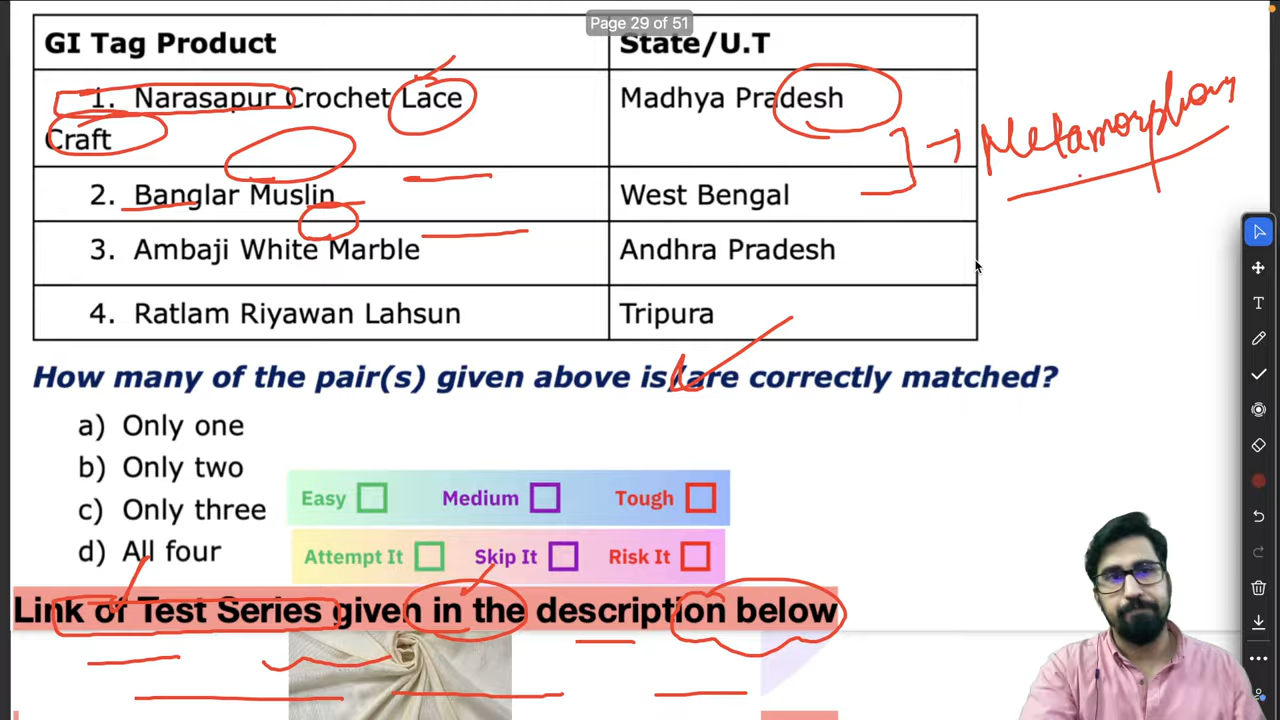 Page 29 of 51
GI Tag Product State/U.T
1. Narasapur Crochet Lace Madhya Pradesh
Craft
Metamorphous
2. Banglar Muslin West Bengal
3. Ambaji White Marble Andhra Pradesh
4. Ratlam Riyawan Lahsun Tripura
How many of the pair(s) given above is/are correctly matched?
a) Only one
b) Only two
c) Only three
d) All four
Easy Medium Tough
Attempt It Skip It Risk It
Link of Test Series given in the description below